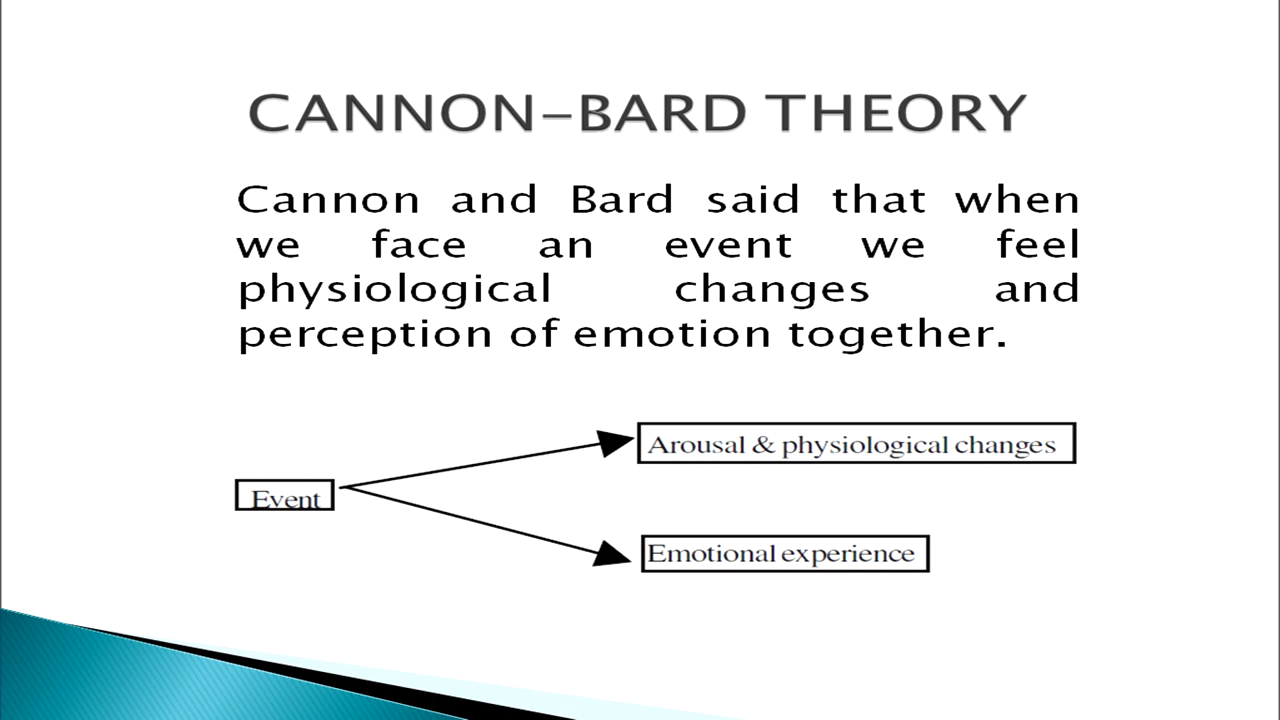 CANNON-BARD THEORY
Cannon and Bard said that when
we face an event we feel
physiological changes and
perception of emotion together.
Arousal & physiological changes
Event
Emotional experience